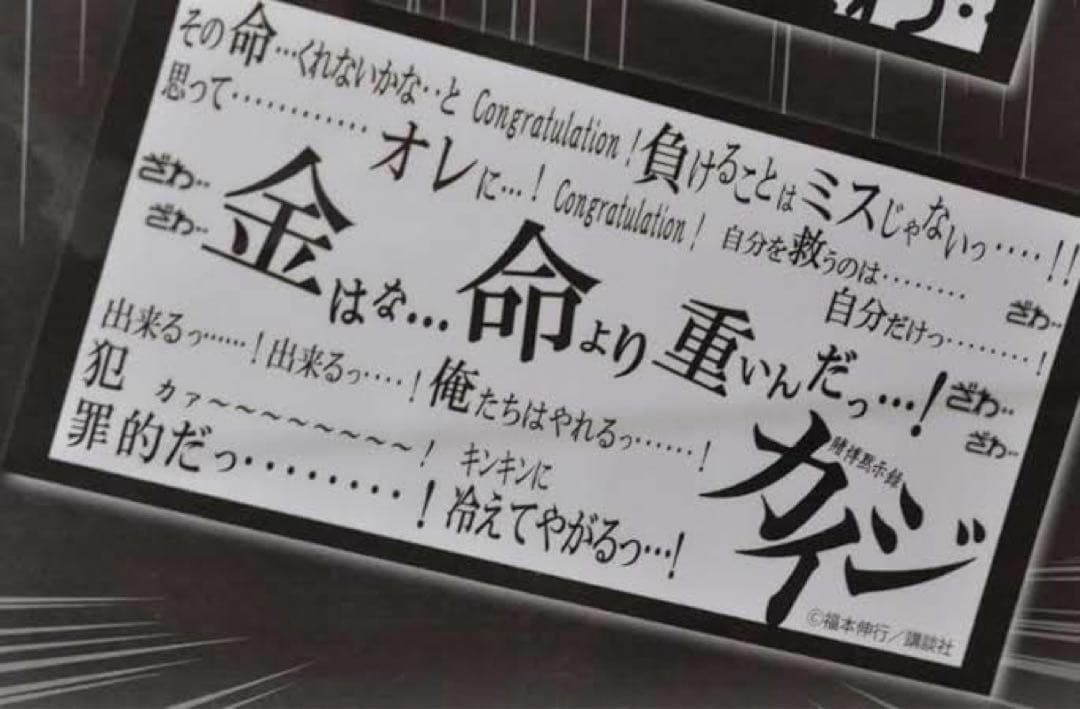 その命…くれないかな‥と
思って…………オレに…！
Congratulation！
Congratulation！
負けることはミスじゃないっ‥‥！！
自分を救うのは………
自分だけっ………！
ざわ‥
ざわ‥
金はな…命より重いんだっ…！
ざわ‥
ざわ‥
ざわ‥
出来るっ……！出来るっ‥‥！俺たちはやれるっ……！
カァ〜〜〜〜〜〜〜〜！
犯罪的だっ………！
キンキンに
冷えてやがるっ…！
賭博黙示録
カイジ
©福本伸行／講談社